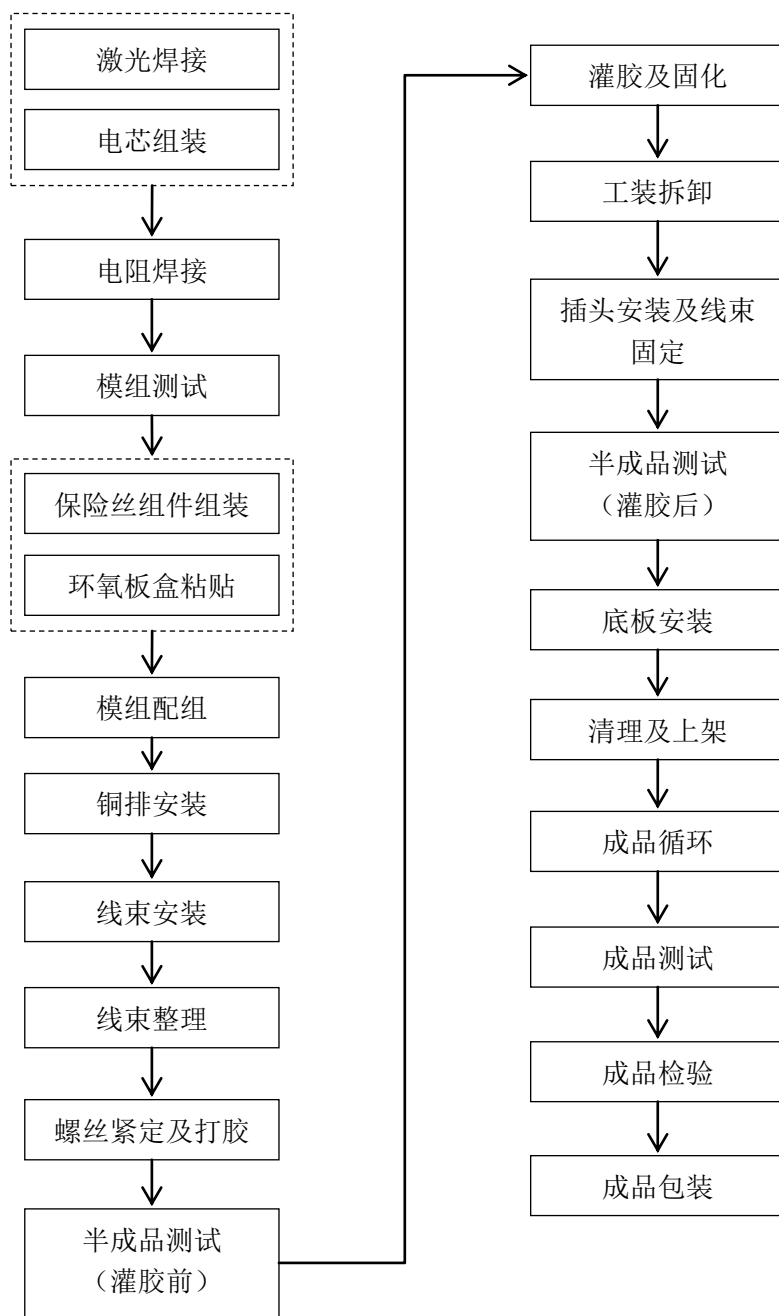 激光焊接
电芯组装
电阻焊接
模组测试
保险丝组件组装
环氧板盒粘贴
模组配组
铜排安装
线束安装
线束整理
螺丝紧定及打胶
半成品测试
（灌胶前）
灌胶及固化
工装拆卸
插头安装及线束
固定
半成品测试
（灌胶后）
底板安装
清理及上架
成品循环
成品测试
成品检验
成品包装